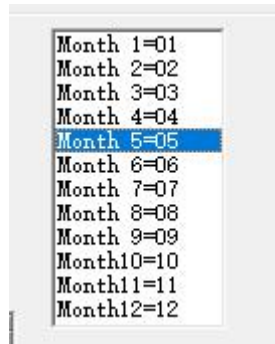 Month 1=01
Month 2=02
Month 3=03
Month 4=04
Month 5=05
Month 6=06
Month 7=07
Month 8=08
Month 9=09
Month10=10
Month11=11
Month12=12